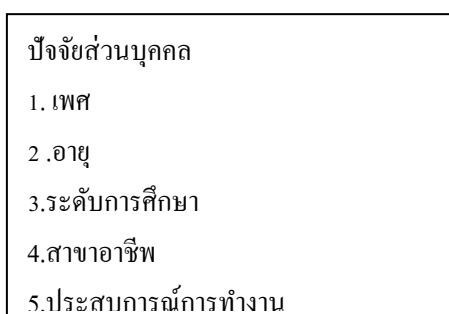 ปัจจัยส่วนบุคคล
1. เพศ
2 .อายุ
3.ระดับการศึกษา
4.สาขาอาชีพ
5.ประสบการณ์การทำงาน